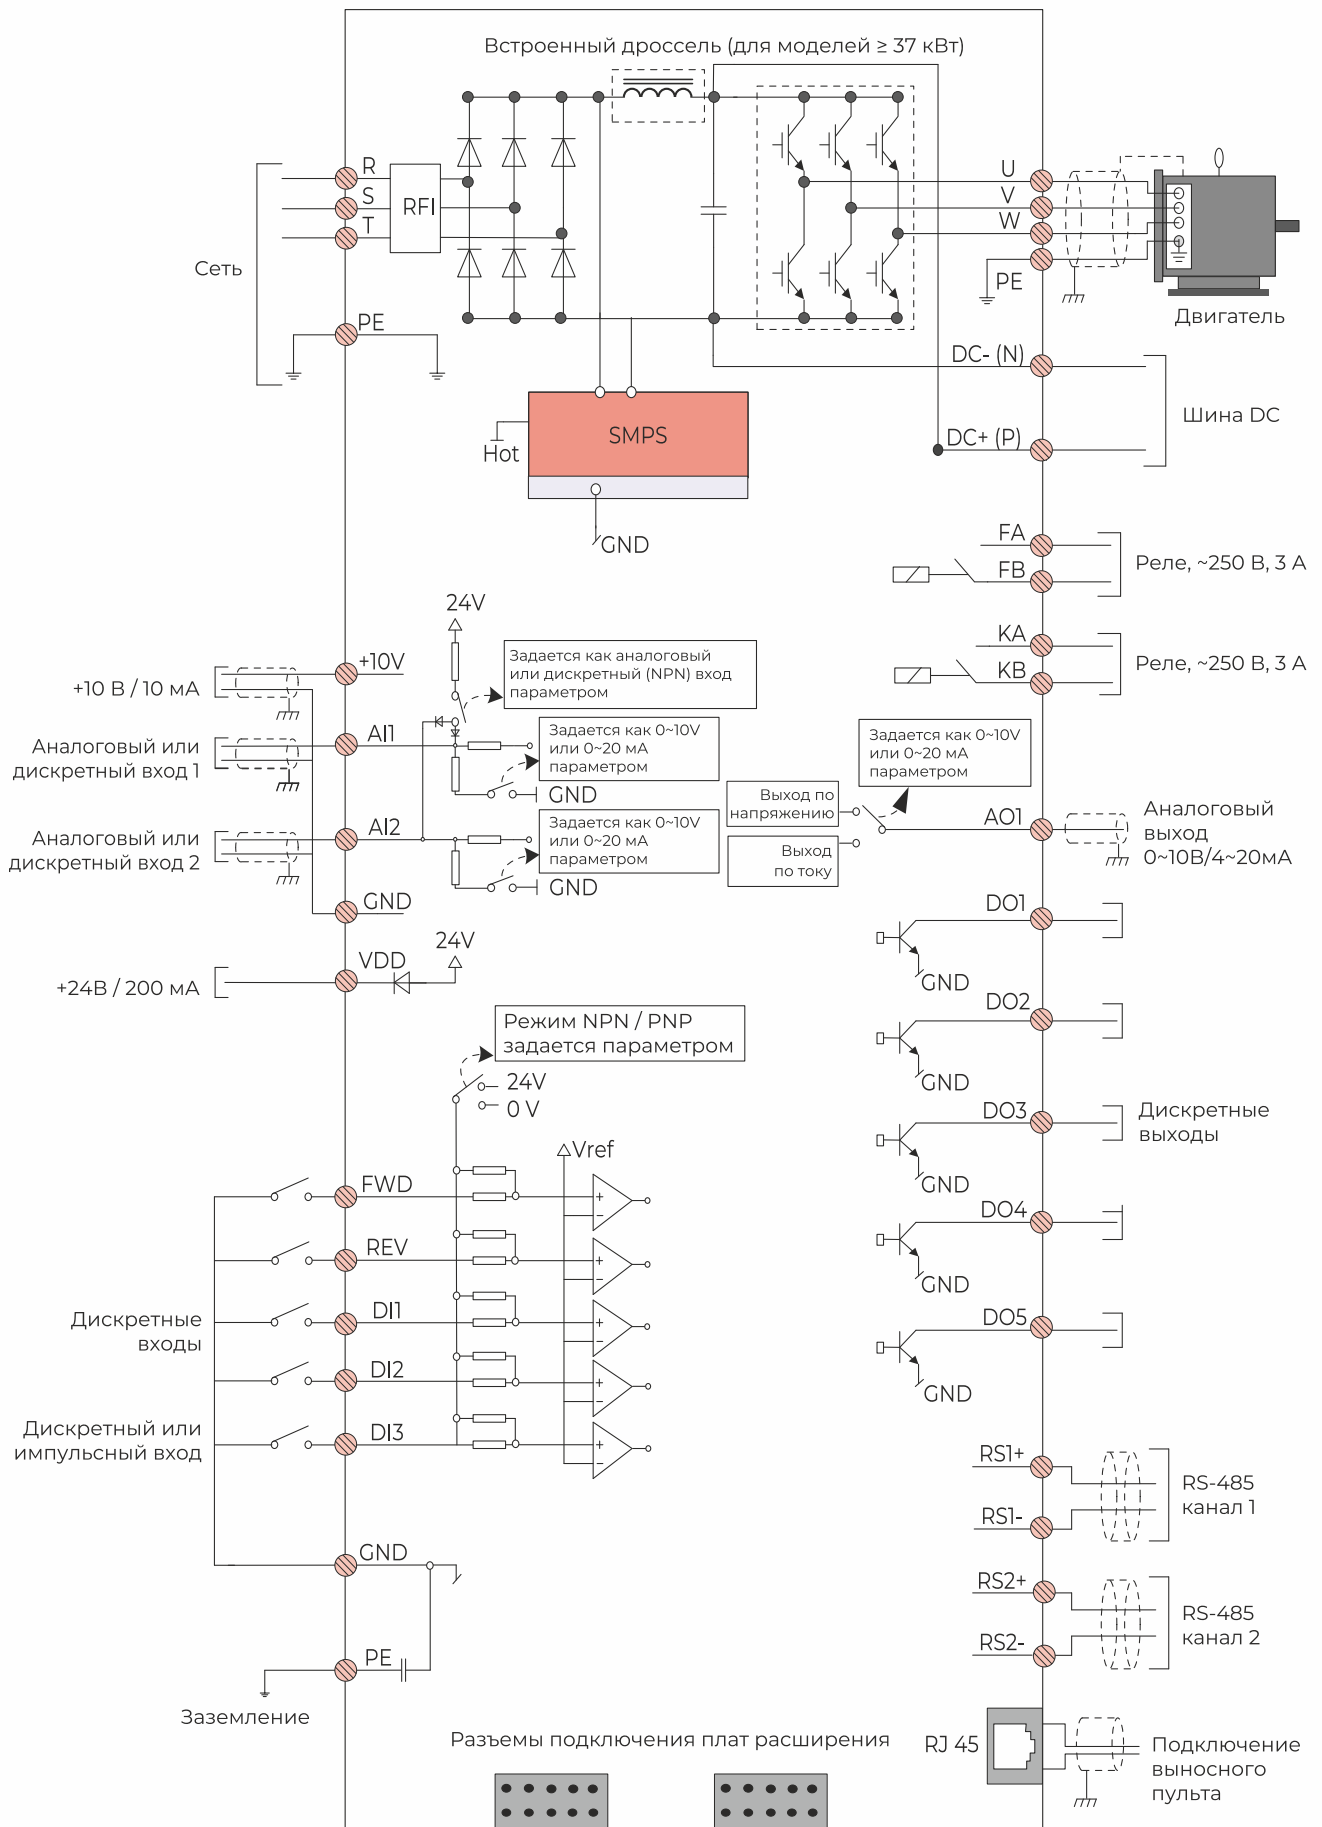 Встроенный дроссель (для моделей ≥ 37 кВт)
R
S
T
RFI
Сеть
PE
U
V
W
PE
Двигатель
DC- (N)
Шина DC
DC+ (P)
SMPS
Hot
GND
FA
FB
Реле, ~250 В, 3 А
KA
KB
Реле, ~250 В, 3 А
24V
+10V
+10 В / 10 мА
Задается как аналоговый
или дискретный (NPN) вход
параметром
AI1
Аналоговый или
дискретный вход 1
Задается как 0~10V
или 0~20 мА
параметром
GND
AI2
Аналоговый или
дискретный вход 2
Задается как 0~10V
или 0~20 мА
параметром
GND
GND
Задается как 0~10V
или 0~20 мА
параметром
Выход по
напряжению
Выход
по току
AO1
Аналоговый
выход
0~10В/4~20мА
24V
VDD
+24В / 200 мА
DO1
GND
DO2
GND
DO3
GND
Дискретные
выходы
DO4
GND
DO5
GND
Режим NPN / PNP
задается параметром
24V
0 V
Vref
FWD
+
−
REV
+
−
DI1
+
−
Дискретные
входы
DI2
+
−
DI3
+
−
Дискретный или
импульсный вход
GND
PE
Заземление
RS1+
RS1-
RS-485
канал 1
RS2+
RS2-
RS-485
канал 2
Разъемы подключения плат расширения
RJ 45
Подключение
выносного
пульта